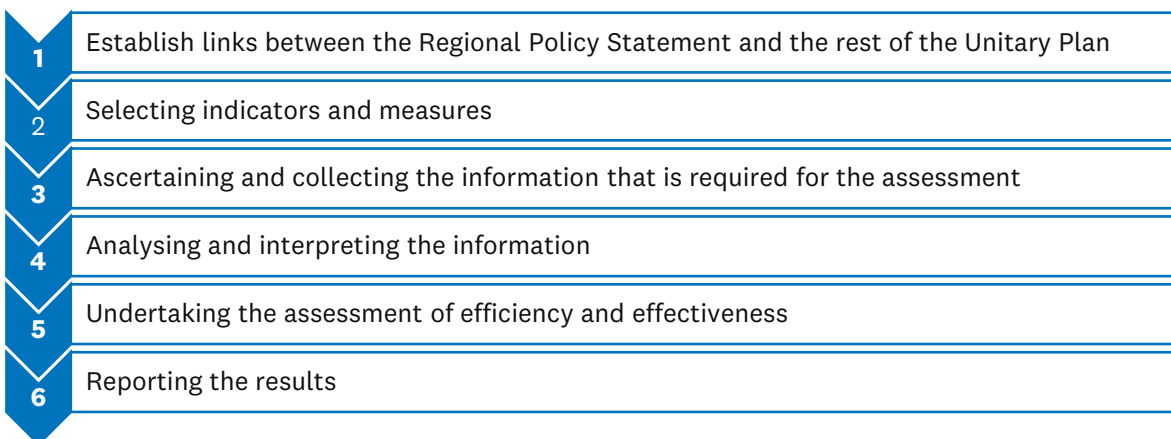 1 Establish links between the Regional Policy Statement and the rest of the Unitary Plan
2 Selecting indicators and measures
3 Ascertaining and collecting the information that is required for the assessment
4 Analysing and interpreting the information
5 Undertaking the assessment of efficiency and effectiveness
6 Reporting the results